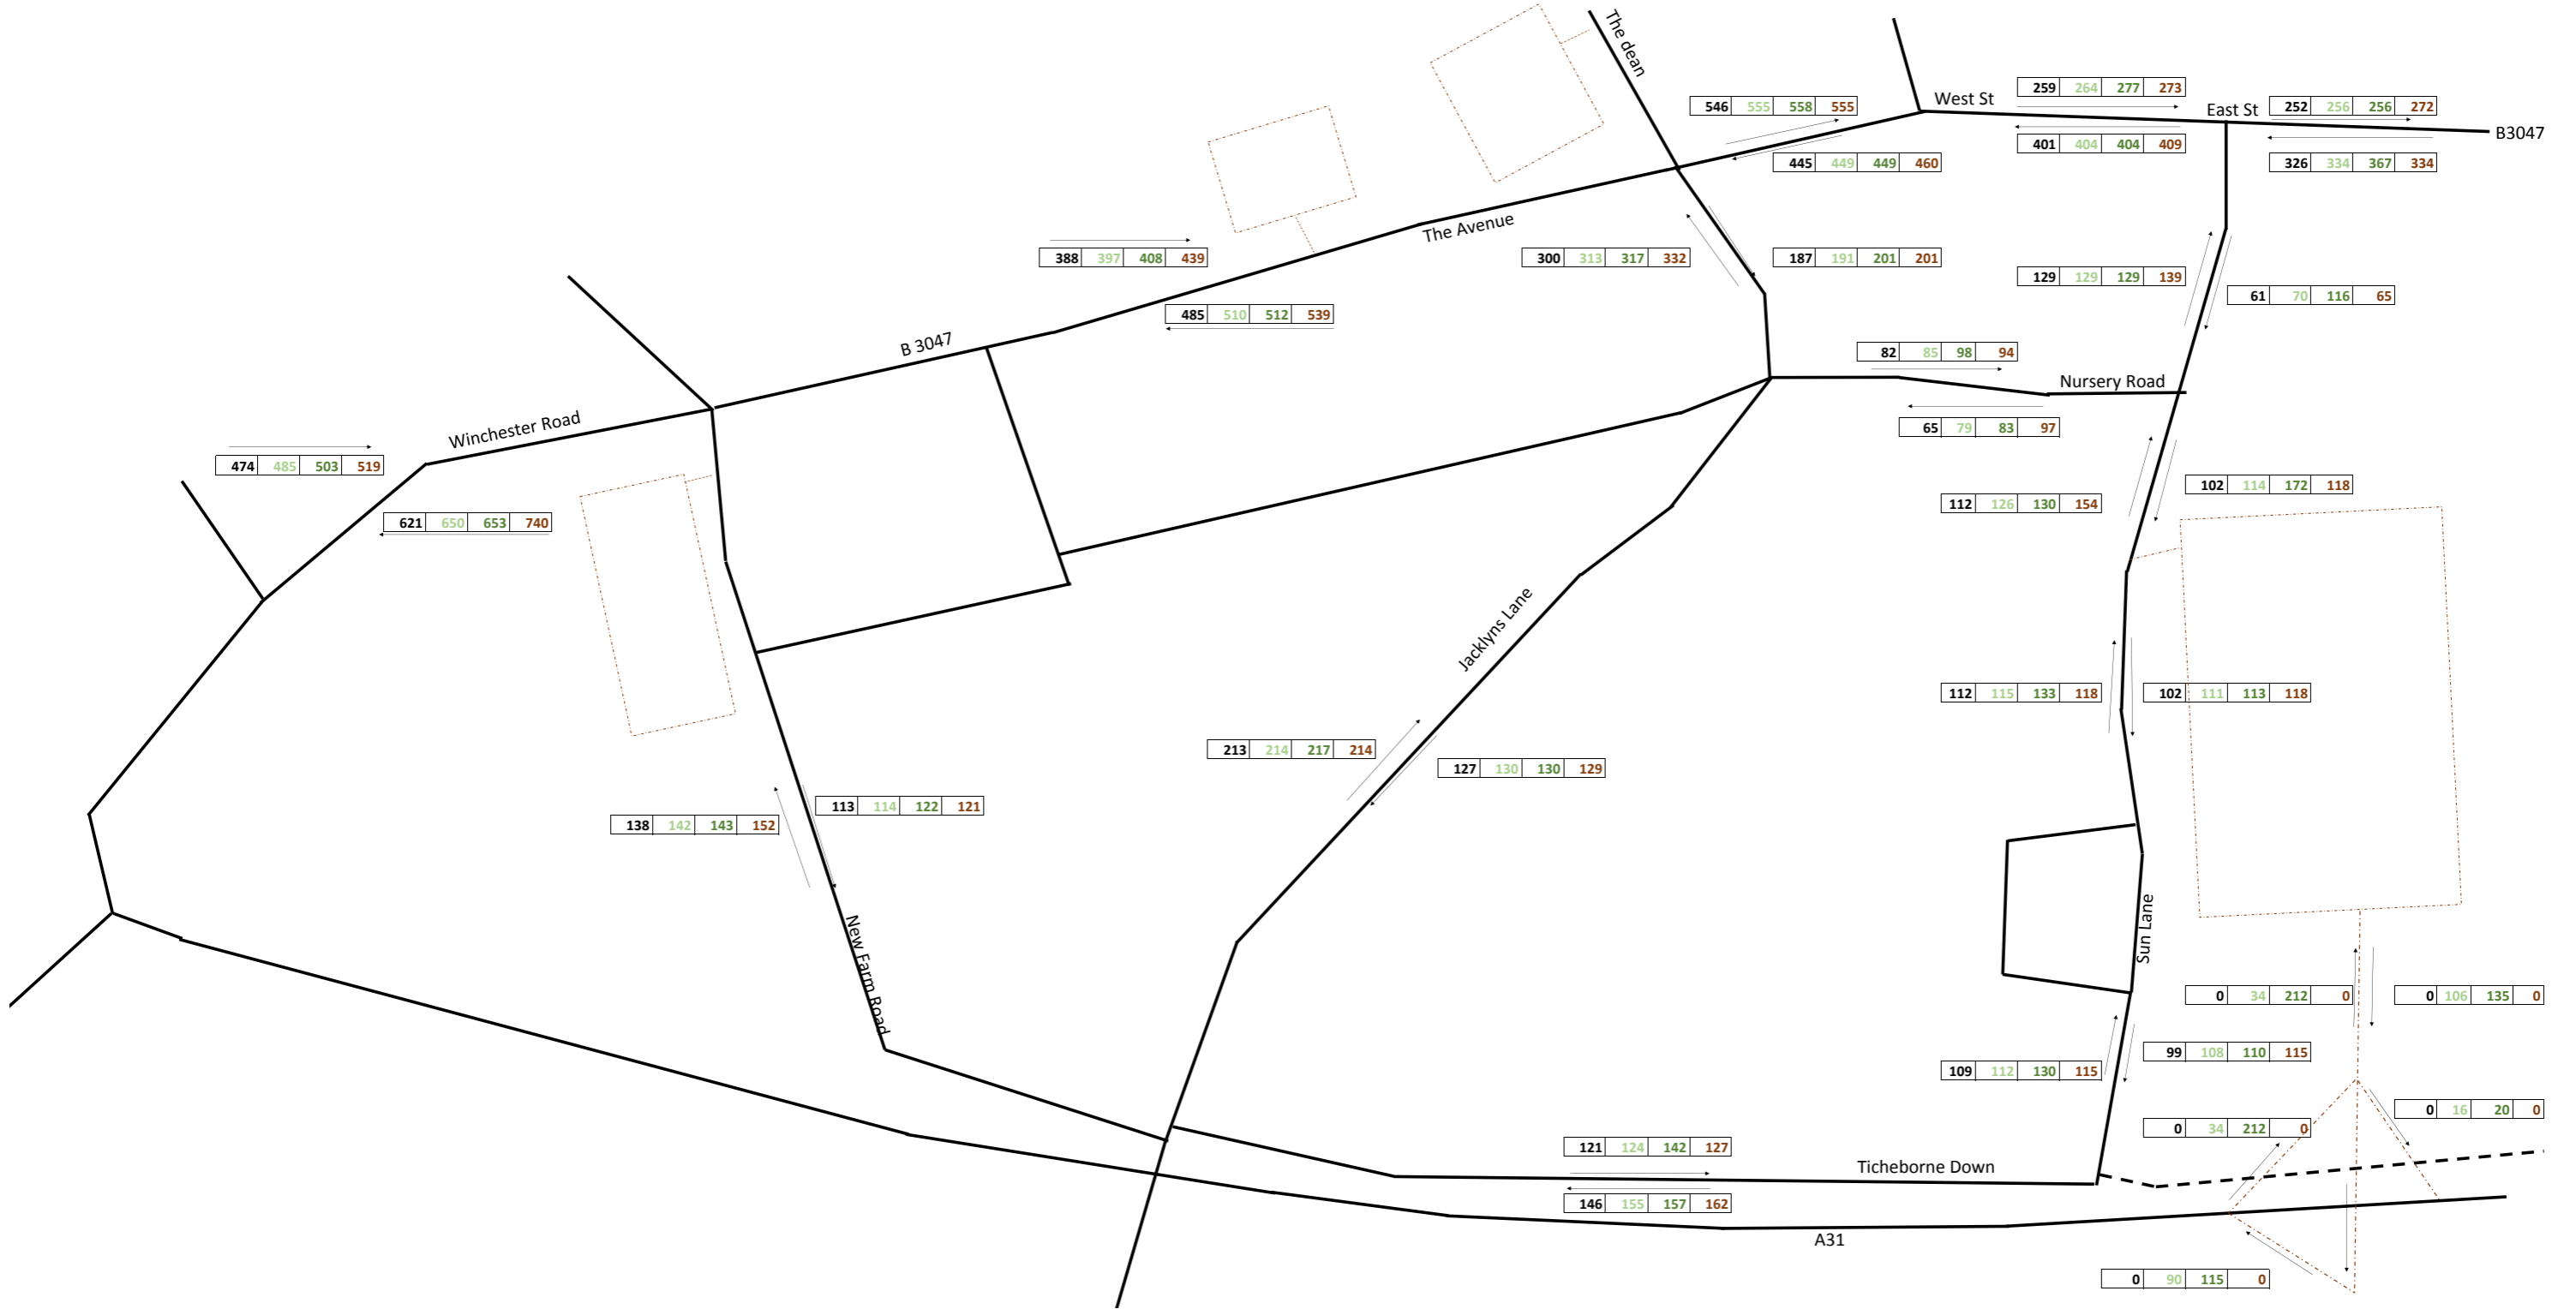 The dean
259 264 277 273
West St
546 555 558 555
East St
252 256 256 272
B3047
401 404 404 409
445 449 449 460
326 334 367 334
The Avenue
388 397 408 439
300 313 317 332
187 191 201 201
129 129 129 139
61 70 116 65
485 510 512 539
B 3047
82 85 98 94
Nursery Road
Winchester Road
65 79 83 97
474 485 503 519
102 114 172 118
112 126 130 154
621 650 653 740
Jacklyns Lane
112 115 133 118
102 111 113 118
213 214 217 214
127 130 130 129
113 114 122 121
138 142 143 152
Sun Lane
New Farm Road
0 34 212 0
0 106 135 0
99 108 110 115
109 112 130 115
0 16 20 0
0 34 212 0
121 124 142 127
Ticheborne Down
146 155 157 162
A31
0 90 115 0